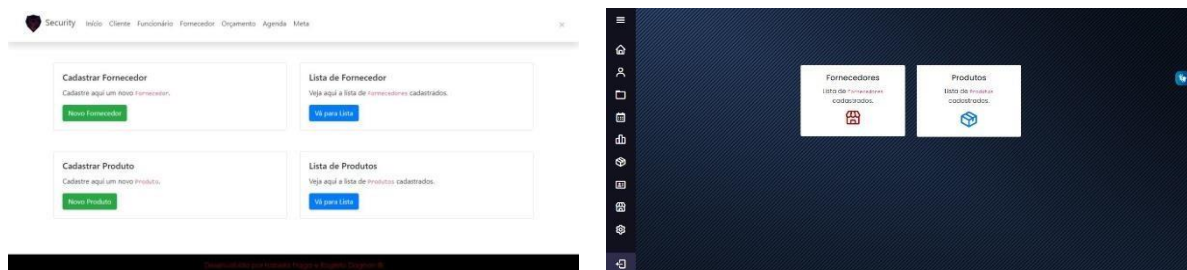 Security Início Cliente Funcionário Fornecedor Orçamento Agenda Meta
Cadastrar Fornecedor
Cadastre aqui um novo Fornecedor.
Novo Fornecedor
Lista de Fornecedor
Veja aqui a lista de Fornecedores cadastrados.
Vá para Lista
Cadastrar Produto
Cadastre aqui um novo Produto.
Novo Produto
Lista de Produtos
Veja aqui a lista de Produtos cadastrados.
Vá para Lista
Fornecedores
Lista de Fornecedores
cadastrados.
Produtos
Lista de Produtos
cadastrados.